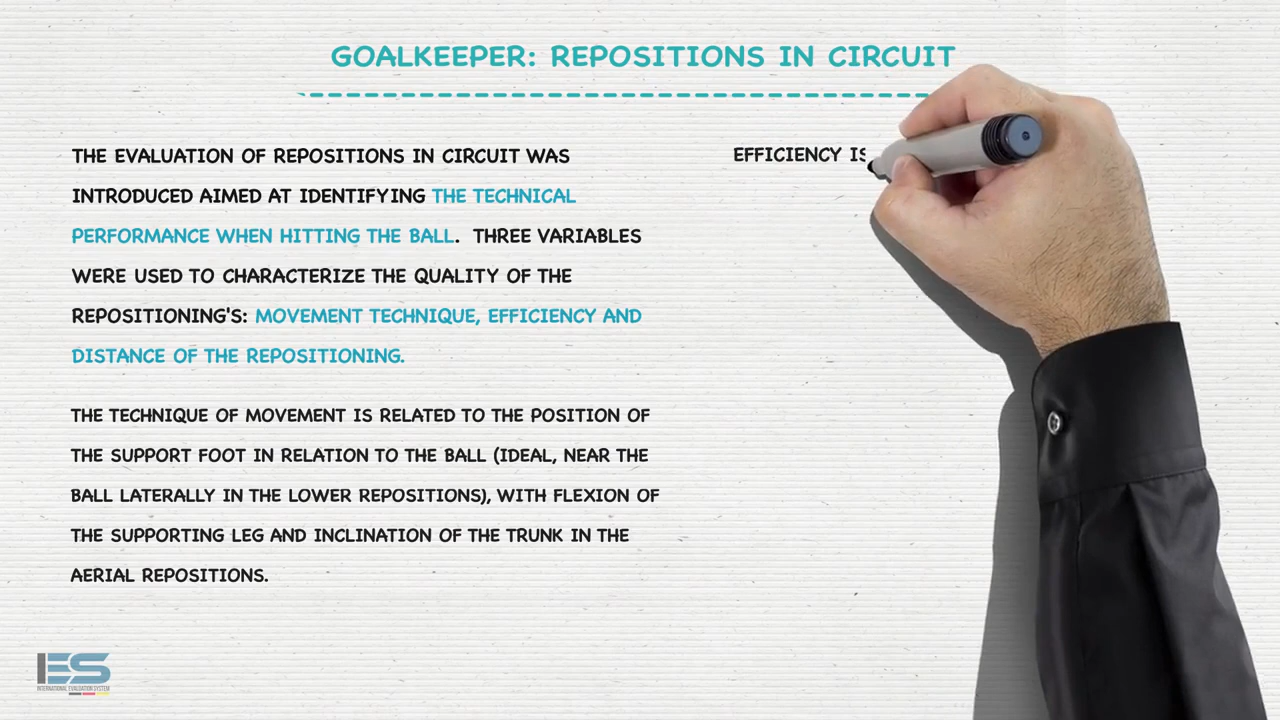 GOALKEEPER: REPOSITIONS IN CIRCUIT
THE EVALUATION OF REPOSITIONS IN CIRCUIT WAS
INTRODUCED AIMED AT IDENTIFYING THE TECHNICAL
PERFORMANCE WHEN HITTING THE BALL. THREE VARIABLES
WERE USED TO CHARACTERIZE THE QUALITY OF THE
REPOSITIONING'S: MOVEMENT TECHNIQUE, EFFICIENCY AND
DISTANCE OF THE REPOSITIONING.
THE TECHNIQUE OF MOVEMENT IS RELATED TO THE POSITION OF
THE SUPPORT FOOT IN RELATION TO THE BALL (IDEAL, NEAR THE
BALL LATERALLY IN THE LOWER REPOSITIONS), WITH FLEXION OF
THE SUPPORTING LEG AND INCLINATION OF THE TRUNK IN THE
AERIAL REPOSITIONS.
EFFICIENCY IS
IES
INTERNATIONAL EVALUATION SYSTEM